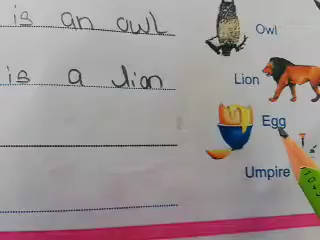 is an owl
Owl
is a lion
Lion
Egg
Umpire